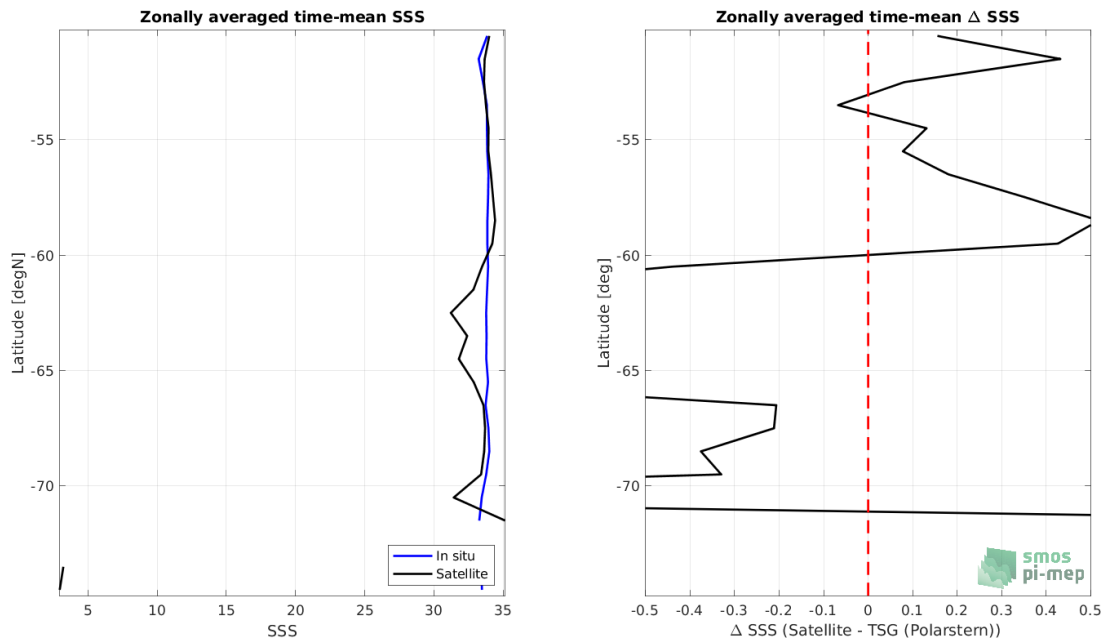 Zonally averaged time-mean SSS
Latitude [degN]
-55
-60
-65
-70
5
10
15
20
25
30
35
SSS
In situ
Satellite
Zonally averaged time-mean Δ SSS
Latitude [deg]
-55
-60
-65
-70
-0.5
-0.4
-0.3
-0.2
-0.1
0
0.1
0.2
0.3
0.4
0.5
Δ SSS (Satellite - TSG (Polarstern))
smos
pi-mep